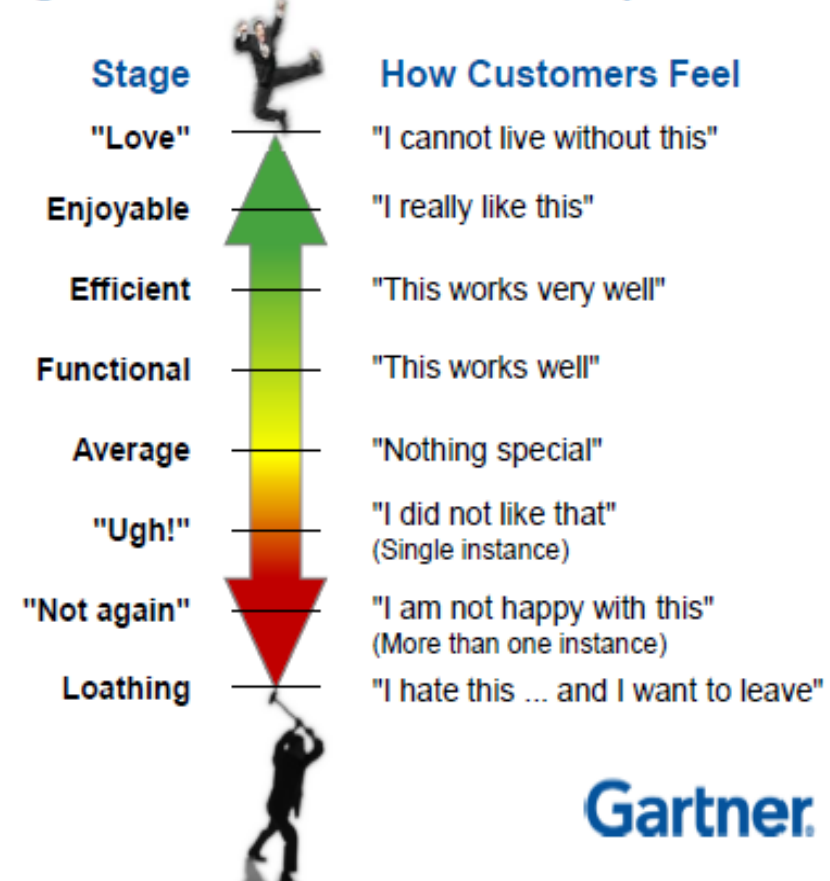 Stage How Customers Feel
"Love" "I cannot live without this"
Enjoyable "I really like this"
Efficient "This works very well"
Functional "This works well"
Average "Nothing special"
"Ugh!" "I did not like that"
(Single instance)
"Not again" "I am not happy with this"
(More than one instance)
Loathing "I hate this ... and I want to leave"
Gartner®